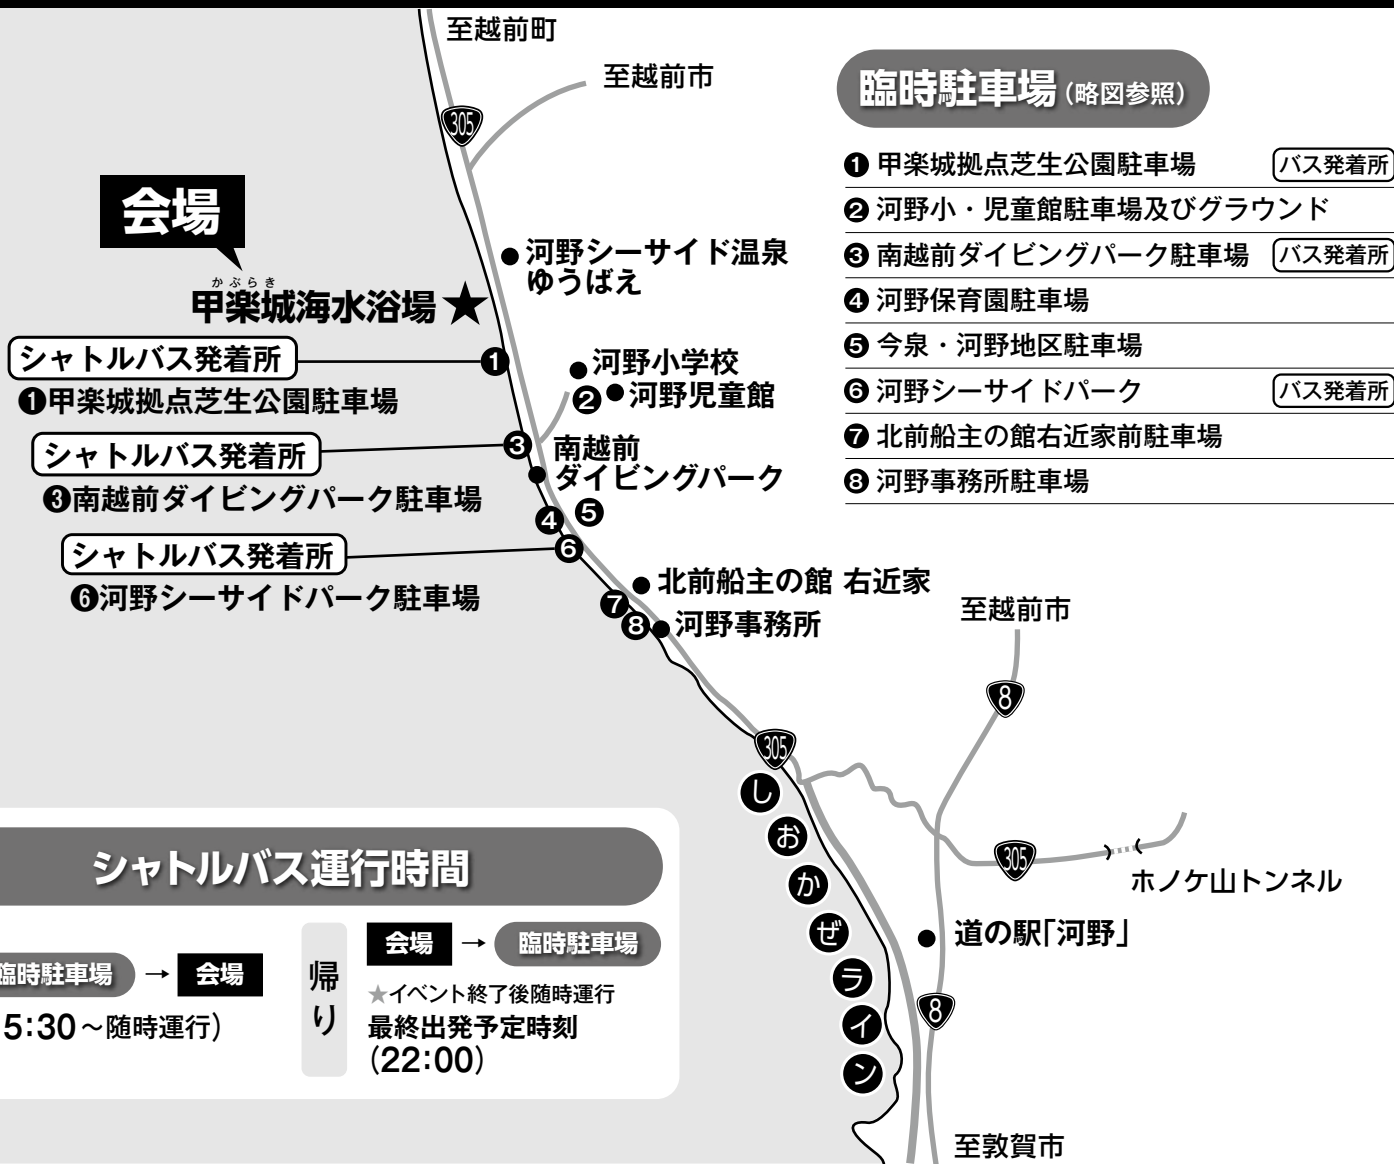 至越前町
至越前市
305
会場
かぶらき
甲楽城海水浴場★
河野シーサイド温泉
ゆうばえ
シャトルバス発着所
❶
❶甲楽城拠点芝生公園駐車場
河野小学校
❷
河野児童館
シャトルバス発着所
❸
❸南越前ダイビングパーク駐車場
南越前
ダイビングパーク
❹
❺
シャトルバス発着所
❻
❻河野シーサイドパーク駐車場
北前船主の館 右近家
❼
❽
河野事務所
臨時駐車場(略図参照)
❶ 甲楽城拠点芝生公園駐車場 バス発着所
❷ 河野小・児童館駐車場及びグラウンド
❸ 南越前ダイビングパーク駐車場 バス発着所
❹ 河野保育園駐車場
❺ 今泉・河野地区駐車場
❻ 河野シーサイドパーク バス発着所
❼ 北前船主の館右近家前駐車場
❽ 河野事務所駐車場
至越前市
8
305
しおかぜライン
305
ホノケ山トンネル
道の駅「河野」
8
至敦賀市
シャトルバス運行時間
臨時駐車場 → 会場
5:30～随時運行)
帰り
会場 → 臨時駐車場
★イベント終了後随時運行
最終出発予定時刻
(22:00)